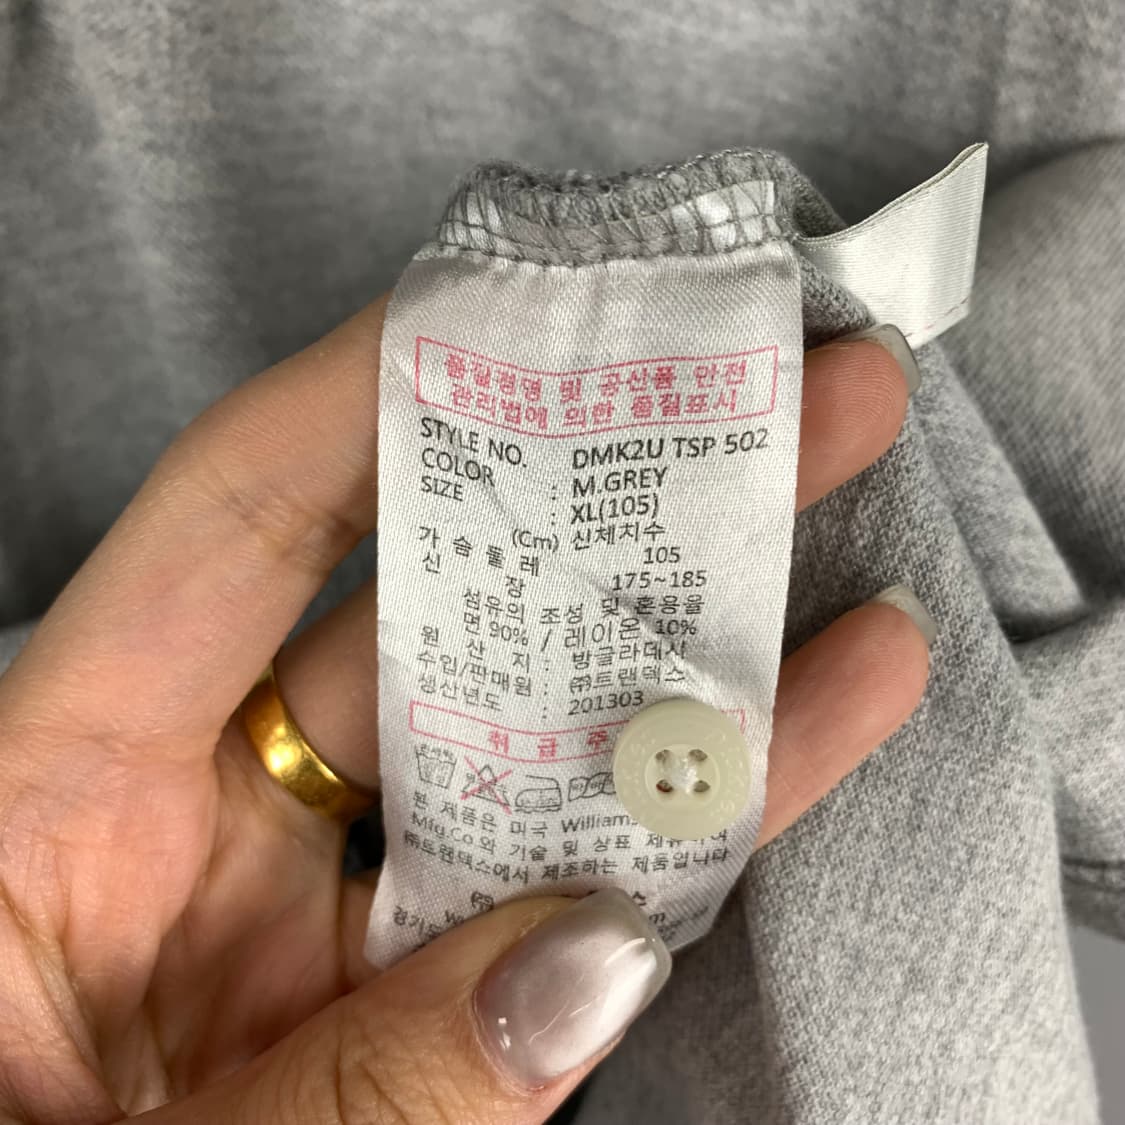 품질경영 및 공산품 안전
관리법에 의한 품질표시
STYLE NO. DMK2U TSP 502
COLOR : M.GREY
SIZE : XL(105)
(Cm) 신체치수
가 슴 둘 레 105
신 장 175~185
섬유의 조성 및 혼용율
면 90% / 레이온 10%
원 산 지 : 방글라데시
수입/판매원 : ㈜트랜덱스
생산년도 : 201303
취 급 주
본 제품은 미국 Williams
Mfg.Co 와 기술 및 상표 제휴하여
㈜트랜덱스에서 제조하는 제품입니다
㈜ 스
경기